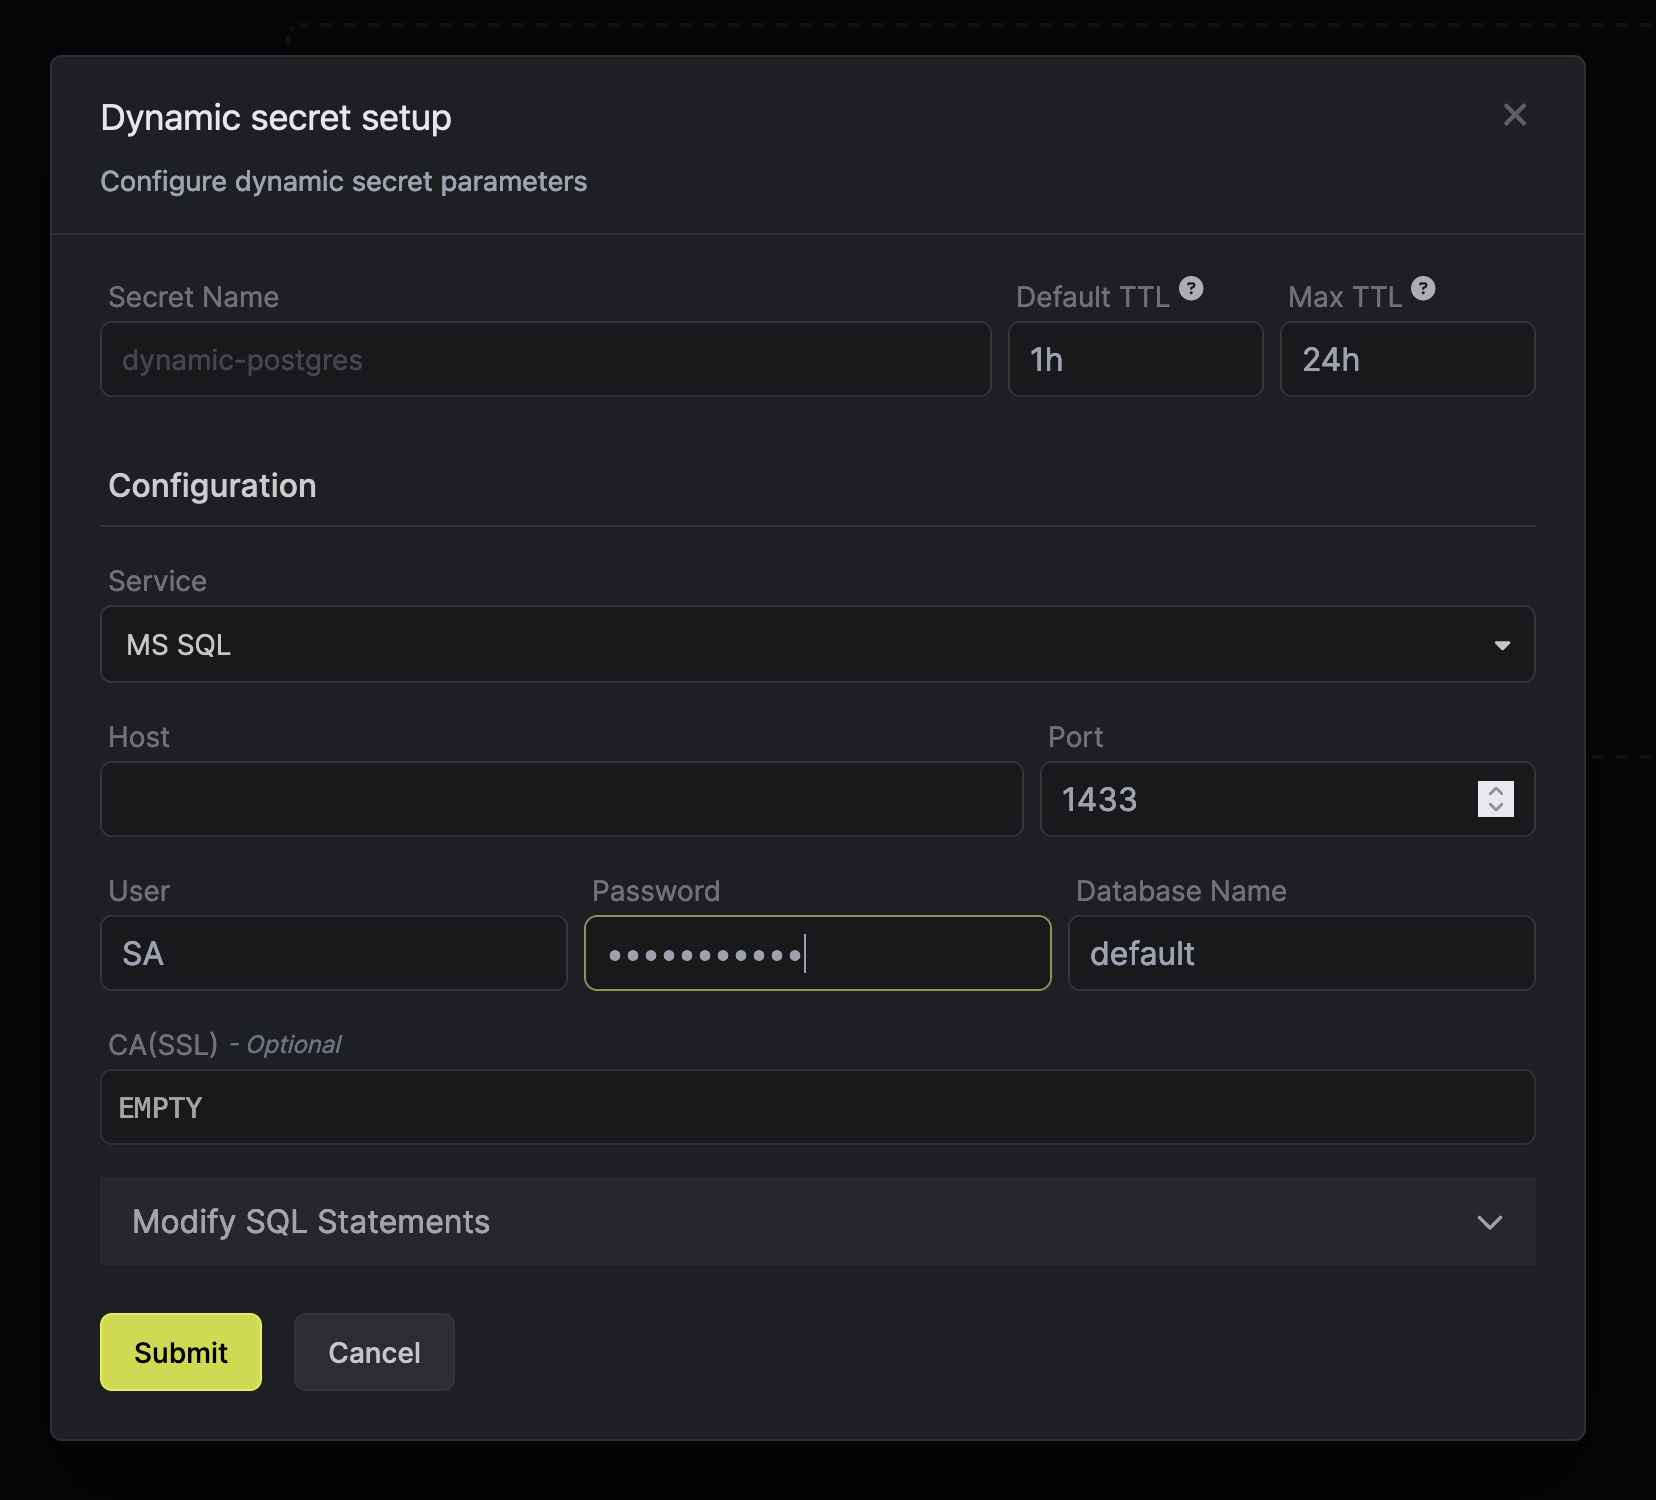 Dynamic secret setup
Configure dynamic secret parameters
Secret Name
Default TTL ?
Max TTL ?
dynamic-postgres
1h
24h
Configuration
Service
MS SQL
Host
Port
1433
User
Password
Database Name
SA
•••••••••••
default
CA(SSL) - Optional
EMPTY
Modify SQL Statements
Submit
Cancel